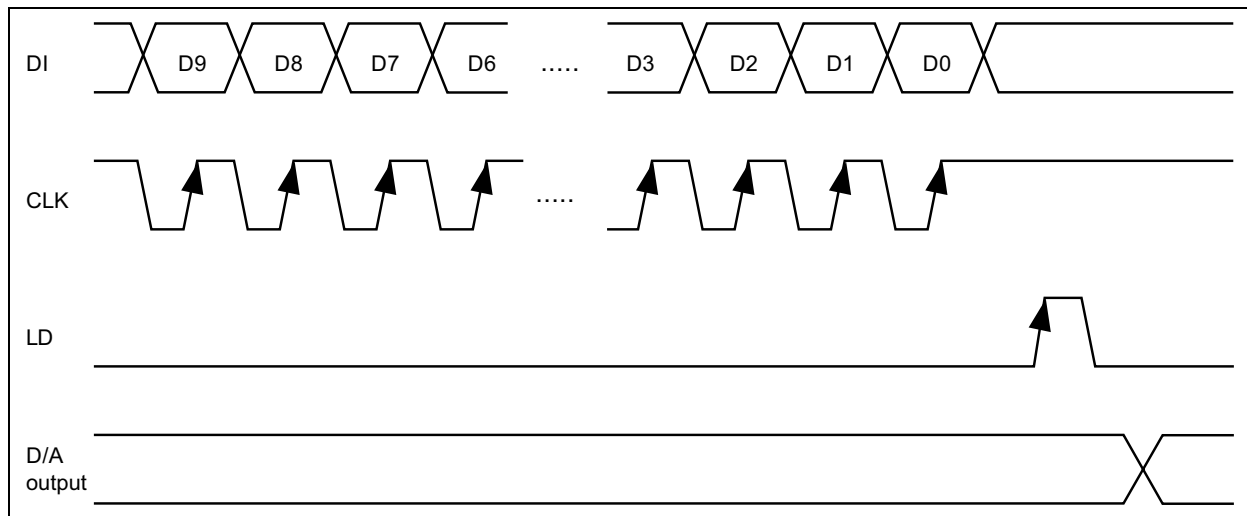 DI D9 D8 D7 D6 ..... D3 D2 D1 D0
CLK .....
LD
D/A
output